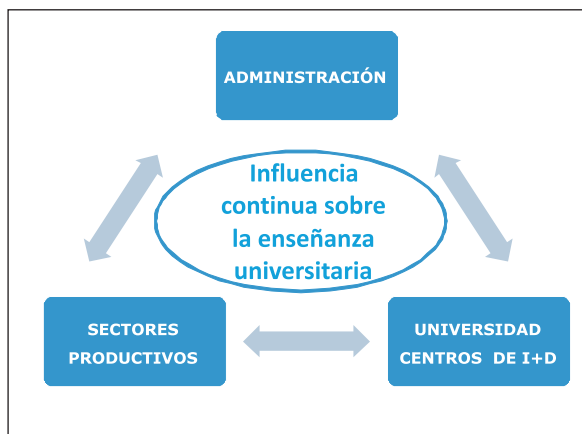 ADMINISTRACIÓN
Influencia
continua sobre
la enseñanza
universitaria
SECTORES
PRODUCTIVOS
UNIVERSIDAD
CENTROS DE I+D